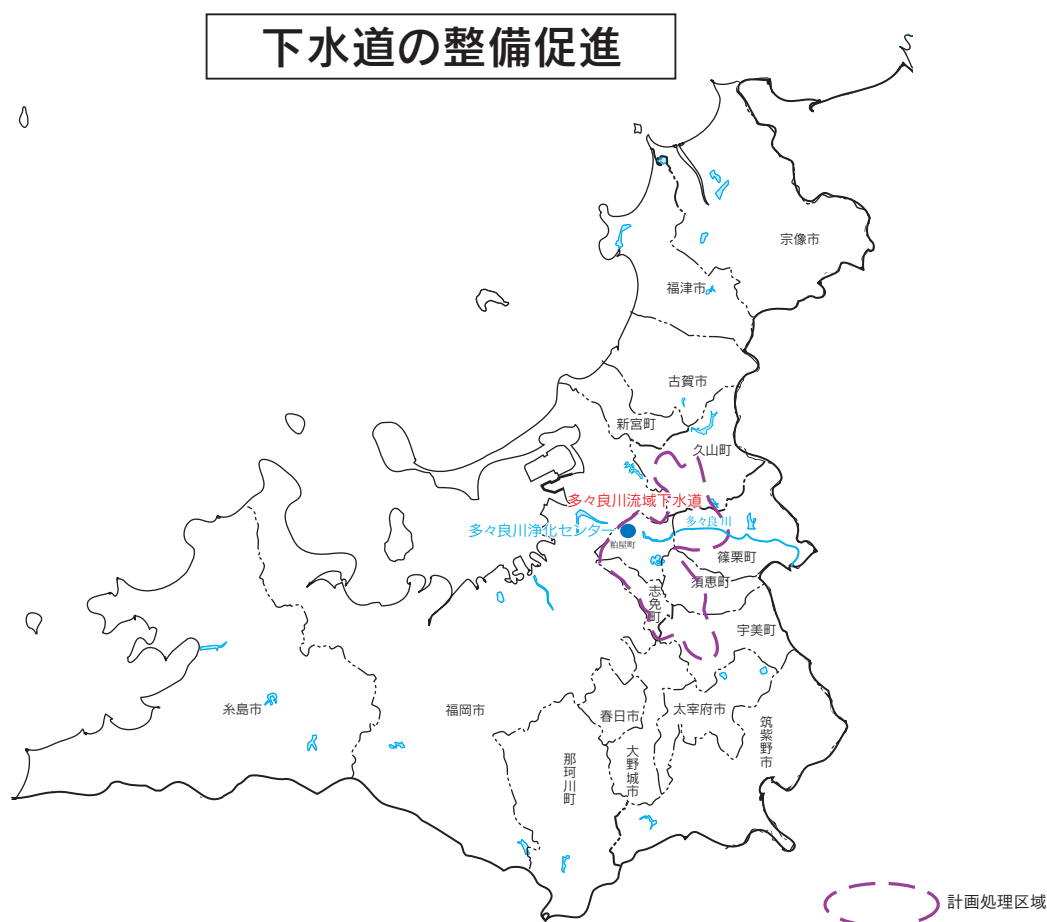 下水道の整備促進
宗像市
福津市
古賀市
新宮町
久山町
多々良川流域下水道
多々良川
多々良川浄化センター
粕屋町
篠栗町
須恵町
志免町
宇美町
糸島市
福岡市
春日市
太宰府市
筑紫野市
大野城市
那珂川町
計画処理区域